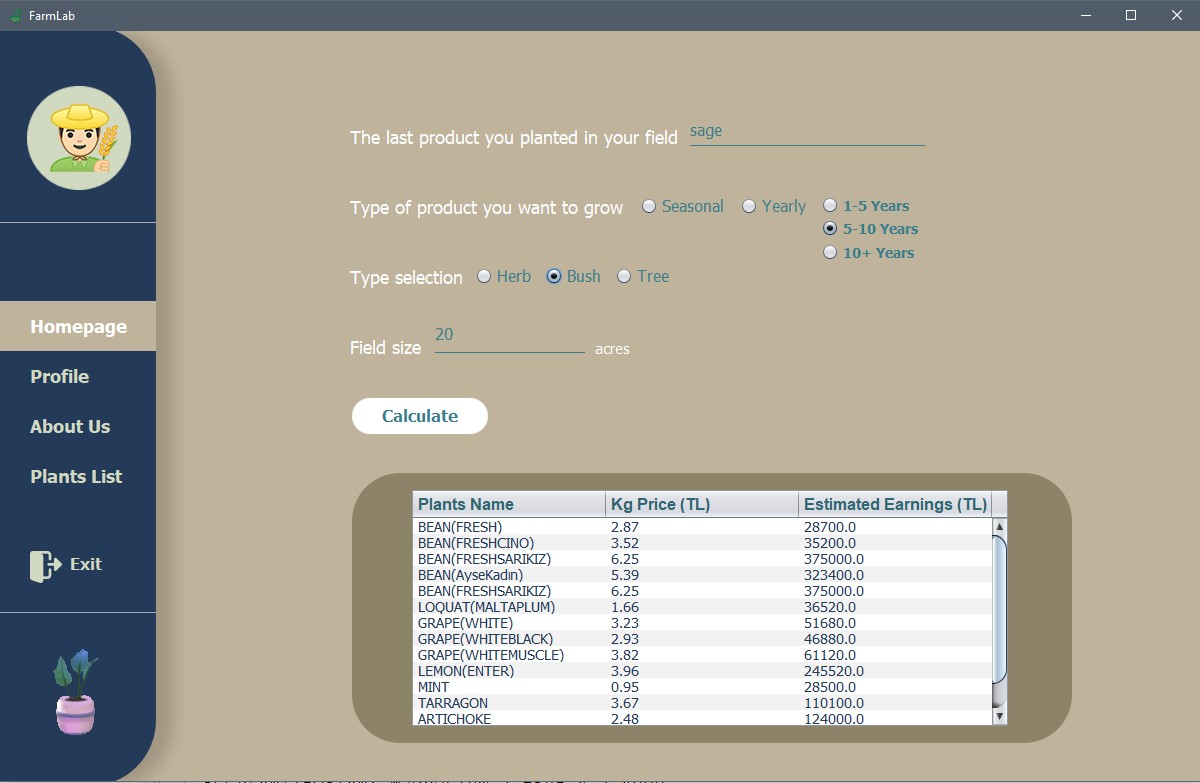 FarmLab
The last product you planted in your field sage
Type of product you want to grow Seasonal Yearly 1-5 Years
5-10 Years
10+ Years
Type selection Herb Bush Tree
Field size 20 acres
Calculate
Homepage
Profile
About Us
Plants List
Exit
Plants Name Kg Price (TL) Estimated Earnings (TL)
BEAN(FRESH) 2.87 28700.0
BEAN(FRESHCINO) 3.52 35200.0
BEAN(FRESHSARIKIZ) 6.25 375000.0
BEAN(AyseKadın) 5.39 323400.0
BEAN(FRESHSARIKIZ) 6.25 375000.0
LOQUAT(MALTAPLUM) 1.66 36520.0
GRAPE(WHITE) 3.23 51680.0
GRAPE(WHITEBLACK) 2.93 46880.0
GRAPE(WHITEMUSCLE) 3.82 61120.0
LEMON(ENTER) 3.96 245520.0
MINT 0.95 28500.0
TARRAGON 3.67 110100.0
ARTICHOKE 2.48 124000.0